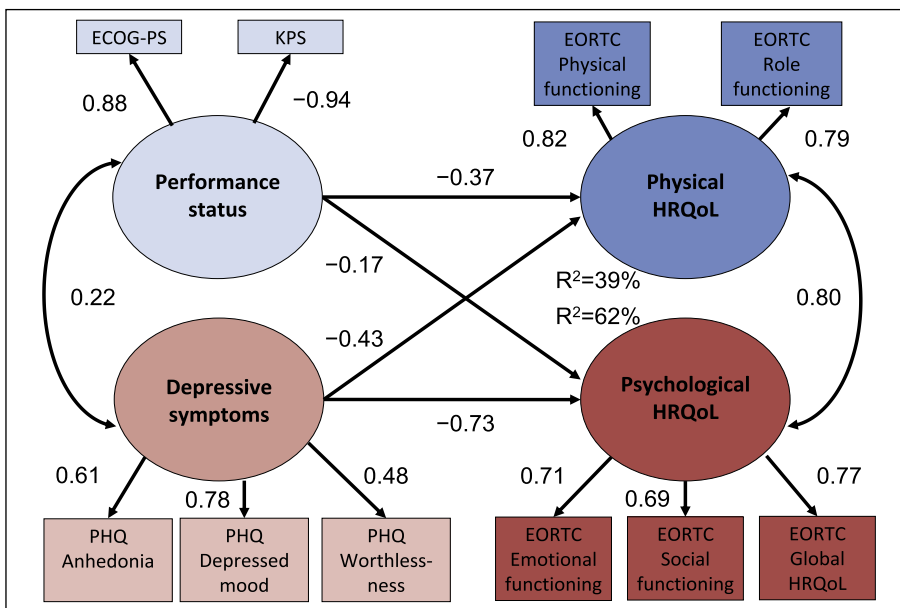 ECOG-PS
KPS
EORTC
Physical
functioning
EORTC
Role
functioning
0.88
−0.94
0.82
0.79
Performance
status
−0.37
Physical
HRQoL
−0.17
R²=39%
0.22
0.80
R²=62%
−0.43
Depressive
symptoms
Psychological
HRQoL
−0.73
0.61
0.78
0.48
0.71
0.69
0.77
PHQ
Anhedonia
PHQ
Depressed
mood
PHQ
Worthless-
ness
EORTC
Emotional
functioning
EORTC
Social
functioning
EORTC
Global
HRQoL